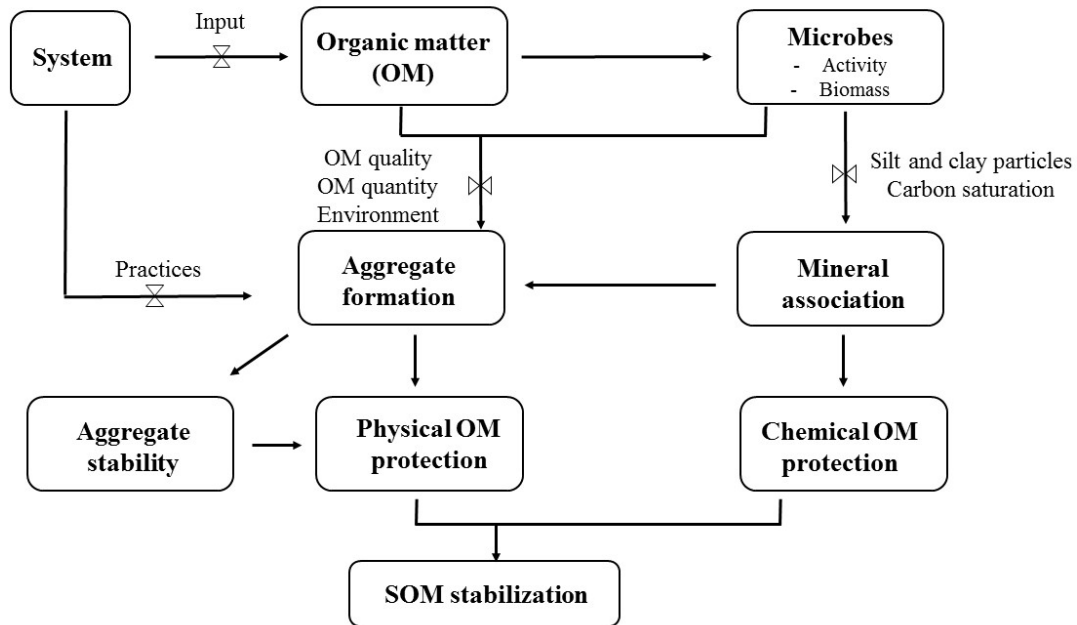 Input
System
Organic matter
(OM)
Microbes
- Activity
- Biomass
OM quality
OM quantity
Environment
Silt and clay particles
Carbon saturation
Practices
Aggregate
formation
Mineral
association
Aggregate
stability
Physical OM
protection
Chemical OM
protection
SOM stabilization